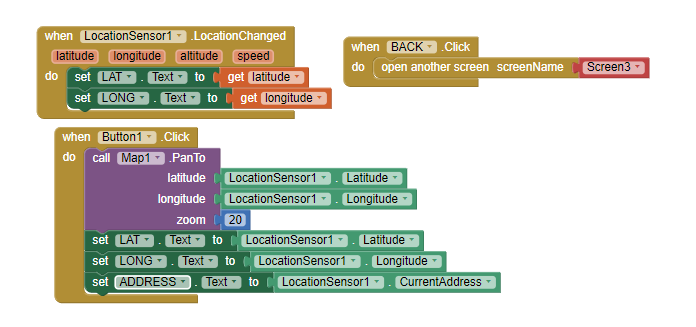 when LocationSensor1 .LocationChanged
latitude longitude altitude speed
do set LAT . Text to get latitude
set LONG . Text to get longitude
when BACK .Click
do open another screen screenName Screen3
when Button1 .Click
do call Map1 .PanTo
latitude LocationSensor1 . Latitude
longitude LocationSensor1 . Longitude
zoom 20
set LAT . Text to LocationSensor1 . Latitude
set LONG . Text to LocationSensor1 . Longitude
set ADDRESS . Text to LocationSensor1 . CurrentAddress